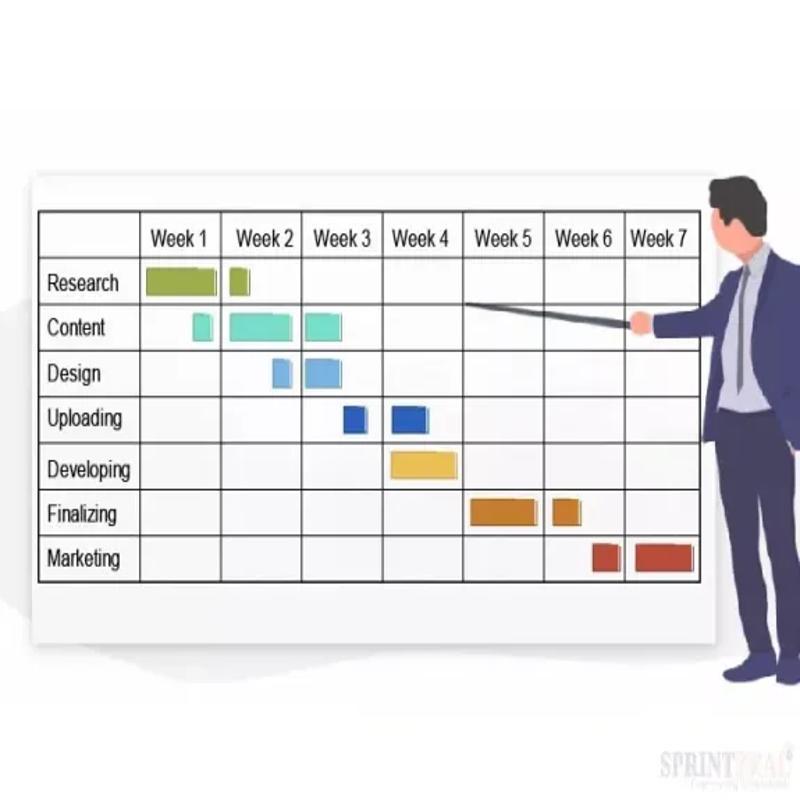 Week 1 Week 2 Week 3 Week 4 Week 5 Week 6 Week 7
Research
Content
Design
Uploading
Developing
Finalizing
Marketing
SPRINTZEAL